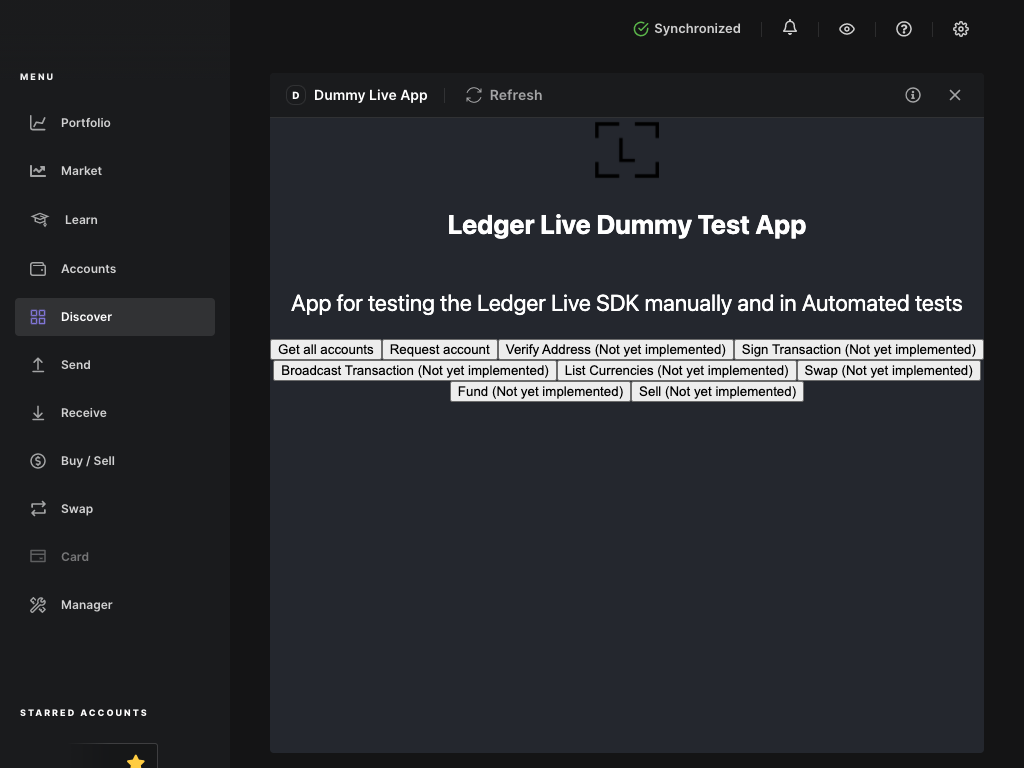 Synchronized
MENU
Portfolio
Market
Learn
Accounts
Discover
Send
Receive
Buy / Sell
Swap
Card
Manager
STARRED ACCOUNTS
D Dummy Live App Refresh
L
Ledger Live Dummy Test App
App for testing the Ledger Live SDK manually and in Automated tests
Get all accounts Request account Verify Address (Not yet implemented) Sign Transaction (Not yet implemented)
Broadcast Transaction (Not yet implemented) List Currencies (Not yet implemented) Swap (Not yet implemented)
Fund (Not yet implemented) Sell (Not yet implemented)